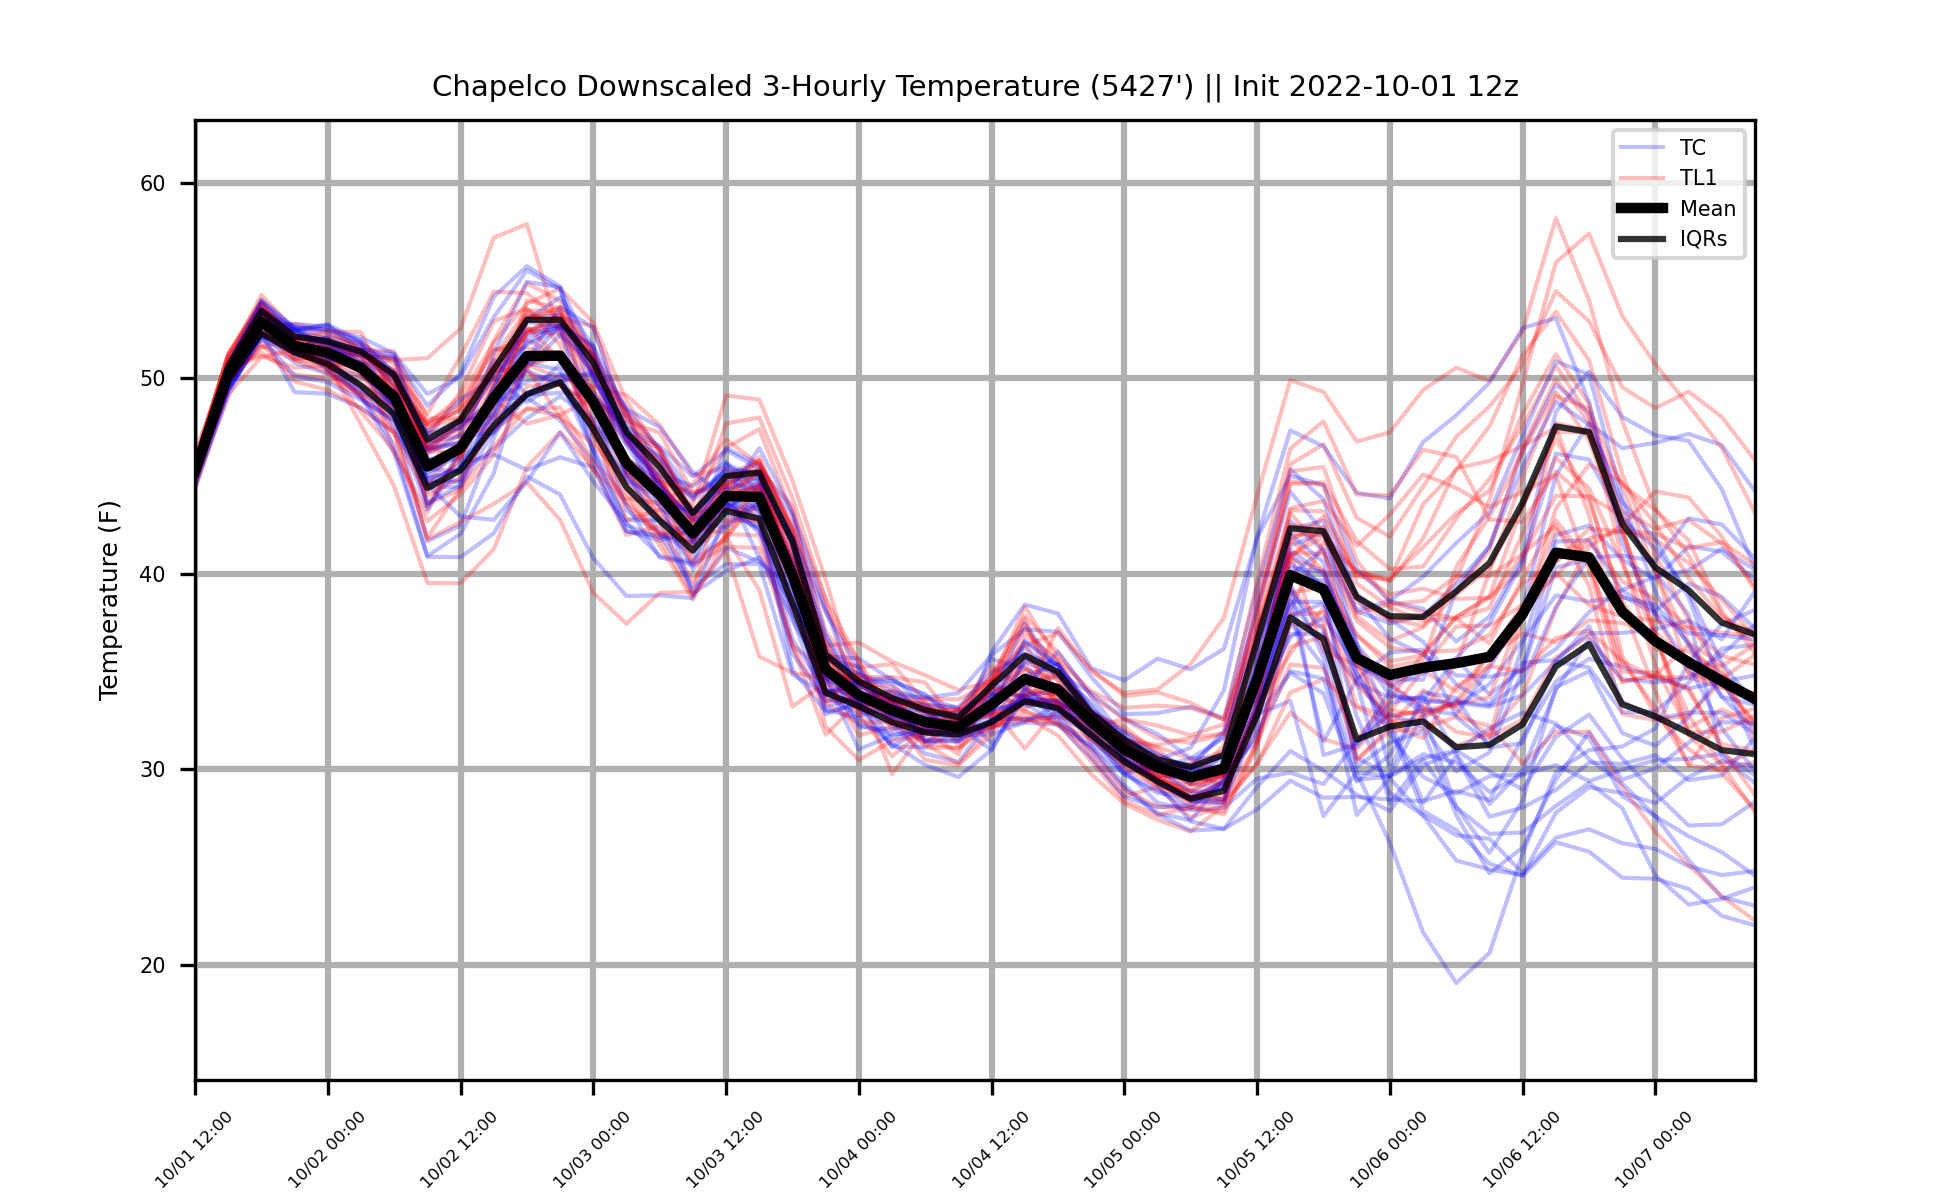 Chapelco Downscaled 3-Hourly Temperature (5427') || Init 2022-10-01 12z
TC
TL1
Mean
IQRs
Temperature (F)
60
50
40
30
20
10/01 12:00
10/02 00:00
10/02 12:00
10/03 00:00
10/03 12:00
10/04 00:00
10/04 12:00
10/05 00:00
10/05 12:00
10/06 00:00
10/06 12:00
10/07 00:00